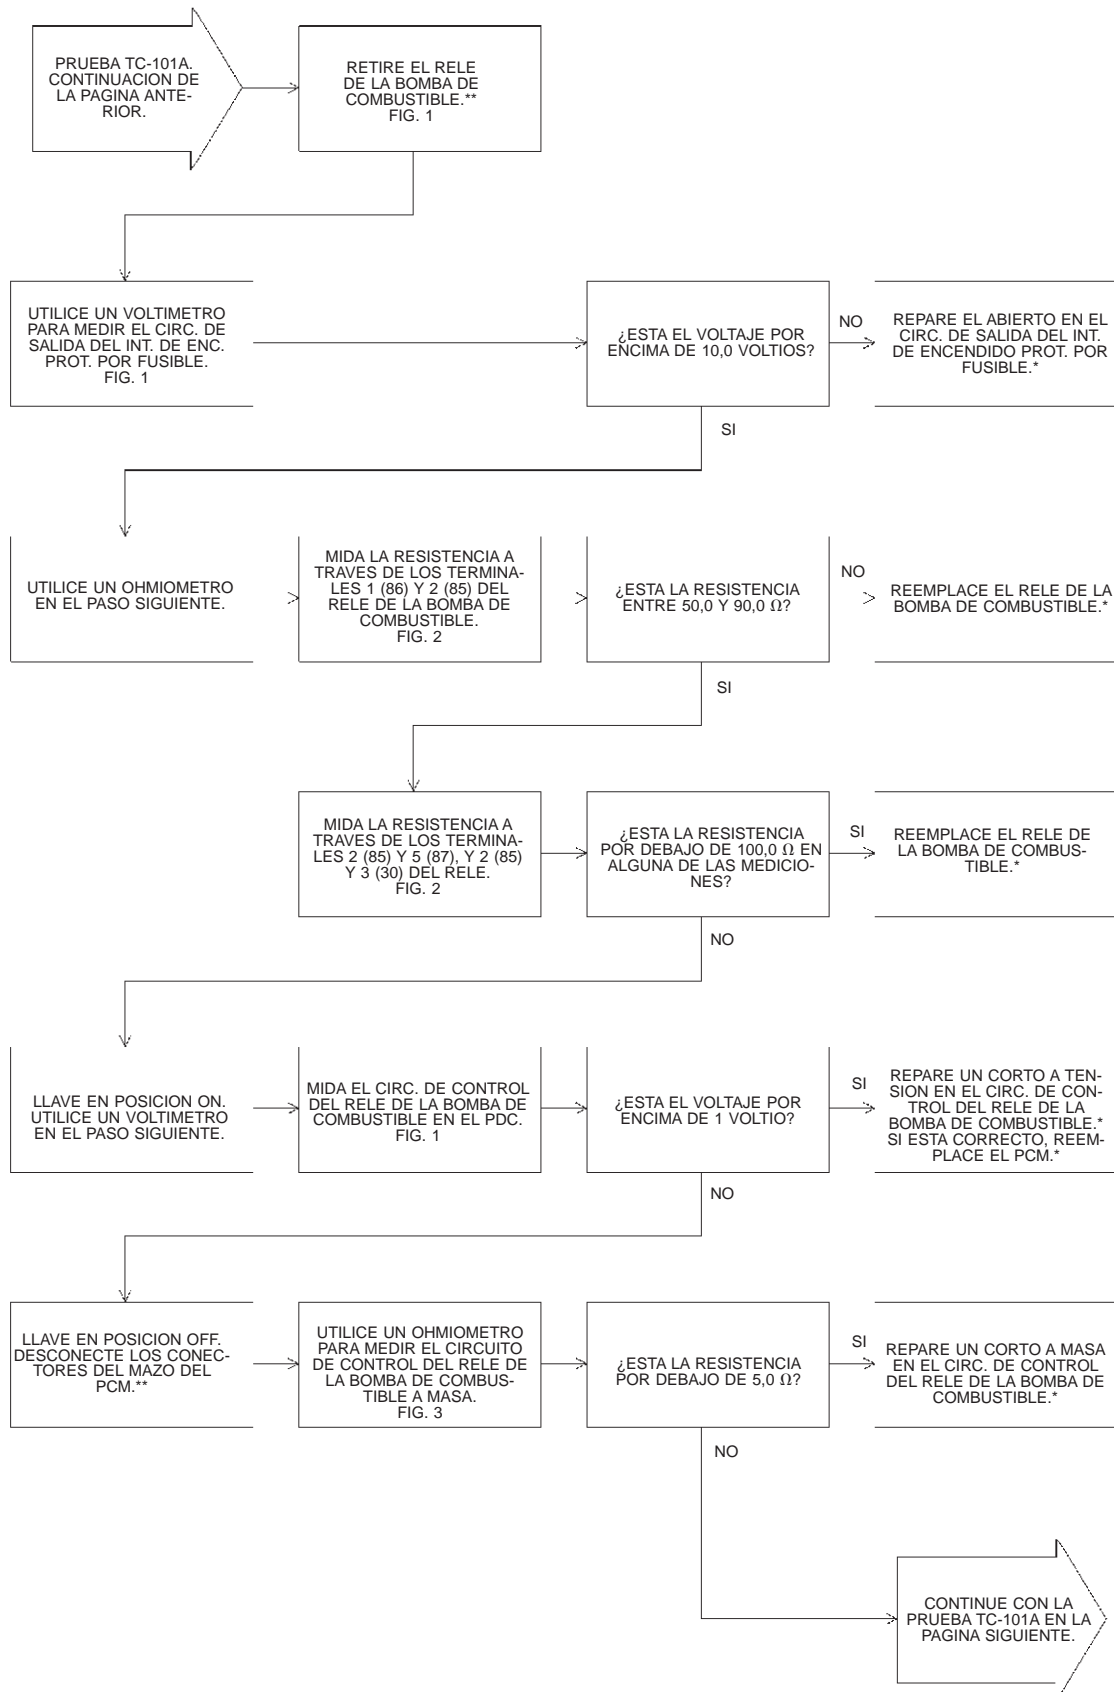 PRUEBA TC-101A.
CONTINUACION DE
LA PAGINA ANTE-
RIOR.
RETIRE EL RELE
DE LA BOMBA DE
COMBUSTIBLE.**
FIG. 1
UTILICE UN VOLTIMETRO
PARA MEDIR EL CIRC. DE
SALIDA DEL INT. DE ENC.
PROT. POR FUSIBLE.
FIG. 1
¿ESTA EL VOLTAJE POR
ENCIMA DE 10,0 VOLTIOS?
NO
REPARE EL ABIERTO EN EL
CIRC. DE SALIDA DEL INT.
DE ENCENDIDO PROT. POR
FUSIBLE.*
SI
UTILICE UN OHMIOMETRO
EN EL PASO SIGUIENTE.
MIDA LA RESISTENCIA A
TRAVES DE LOS TERMINA-
LES 1 (86) Y 2 (85) DEL
RELE DE LA BOMBA DE
COMBUSTIBLE.
FIG. 2
¿ESTA LA RESISTENCIA
ENTRE 50,0 Y 90,0 Ω?
NO
REEMPLACE EL RELE DE LA
BOMBA DE COMBUSTIBLE.*
SI
MIDA LA RESISTENCIA A
TRAVES DE LOS TERMINA-
LES 2 (85) Y 5 (87), Y 2 (85)
Y 3 (30) DEL RELE.
FIG. 2
¿ESTA LA RESISTENCIA
POR DEBAJO DE 100,0 Ω EN
ALGUNA DE LAS MEDICIO-
NES?
SI
REEMPLACE EL RELE DE
LA BOMBA DE COMBUS-
TIBLE.*
NO
LLAVE EN POSICION ON.
UTILICE UN VOLTIMETRO
EN EL PASO SIGUIENTE.
MIDA EL CIRC. DE CONTROL
DEL RELE DE LA BOMBA DE
COMBUSTIBLE EN EL PDC.
FIG. 1
¿ESTA EL VOLTAJE POR
ENCIMA DE 1 VOLTIO?
SI
REPARE UN CORTO A TEN-
SION EN EL CIRC. DE CON-
TROL DEL RELE DE LA
BOMBA DE COMBUSTIBLE.*
SI ESTA CORRECTO, REEM-
PLACE EL PCM.*
NO
LLAVE EN POSICION OFF.
DESCONECTE LOS CONEC-
TORES DEL MAZO DEL
PCM.**
UTILICE UN OHMIOMETRO
PARA MEDIR EL CIRCUITO
DE CONTROL DEL RELE DE
LA BOMBA DE COMBUS-
TIBLE A MASA.
FIG. 3
¿ESTA LA RESISTENCIA
POR DEBAJO DE 5,0 Ω?
SI
REPARE UN CORTO A MASA
EN EL CIRC. DE CONTROL
DEL RELE DE LA BOMBA DE
COMBUSTIBLE.*
NO
CONTINUE CON LA
PRUEBA TC-101A EN LA
PAGINA SIGUIENTE.